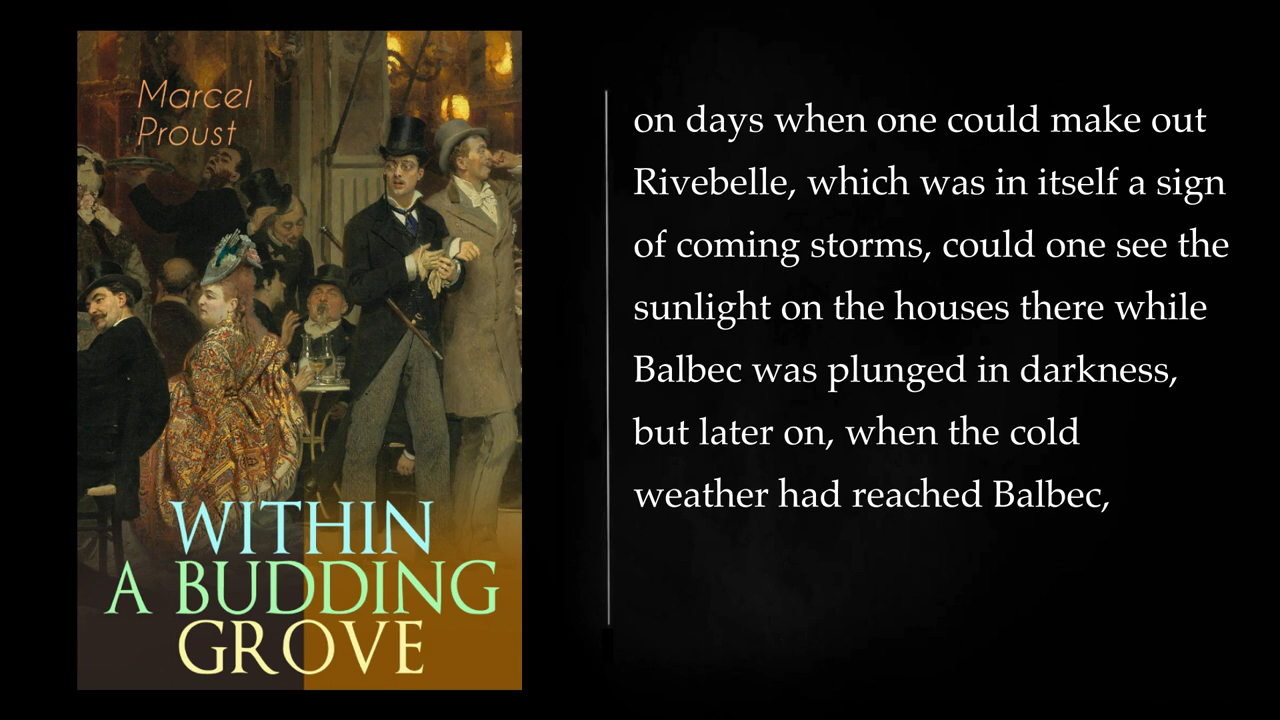 Marcel
Proust
WITHIN
A BUDDING
GROVE
on days when one could make out
Rivebelle, which was in itself a sign
of coming storms, could one see the
sunlight on the houses there while
Balbec was plunged in darkness,
but later on, when the cold
weather had reached Balbec,